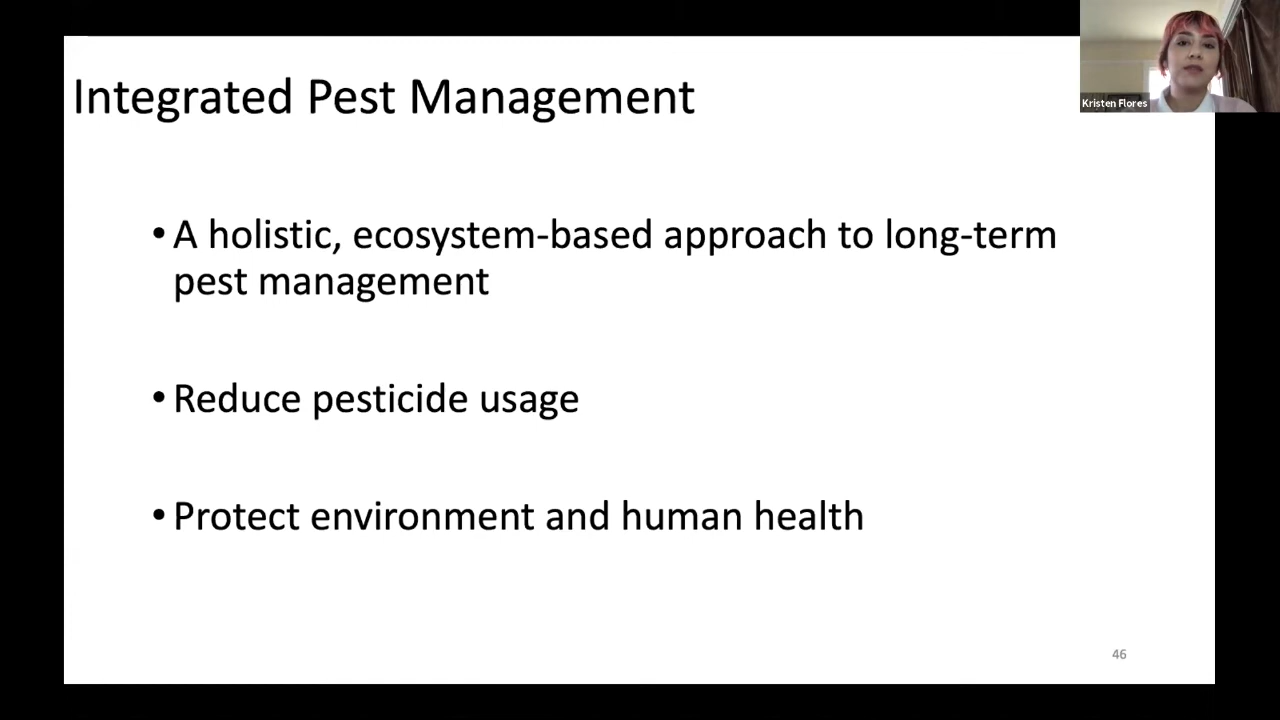 Integrated Pest Management
Kristen Flores
• A holistic, ecosystem-based approach to long-term
pest management
• Reduce pesticide usage
• Protect environment and human health
46